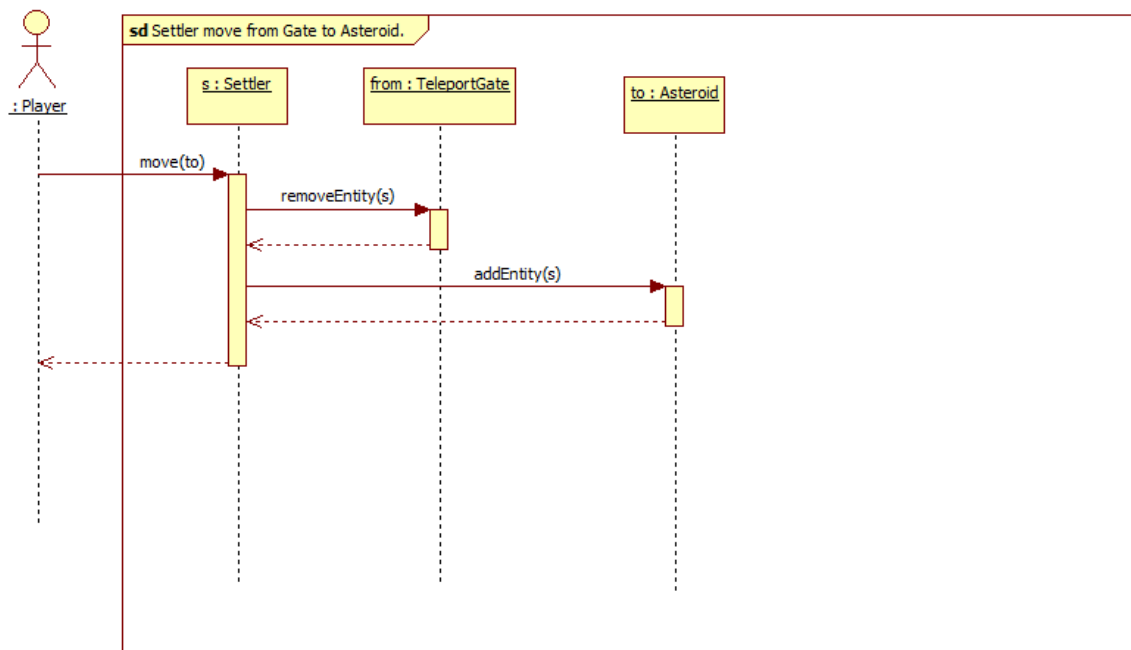 sd Settler move from Gate to Asteroid.
: Player
s : Settler
from : TeleportGate
to : Asteroid
move(to)
removeEntity(s)
addEntity(s)